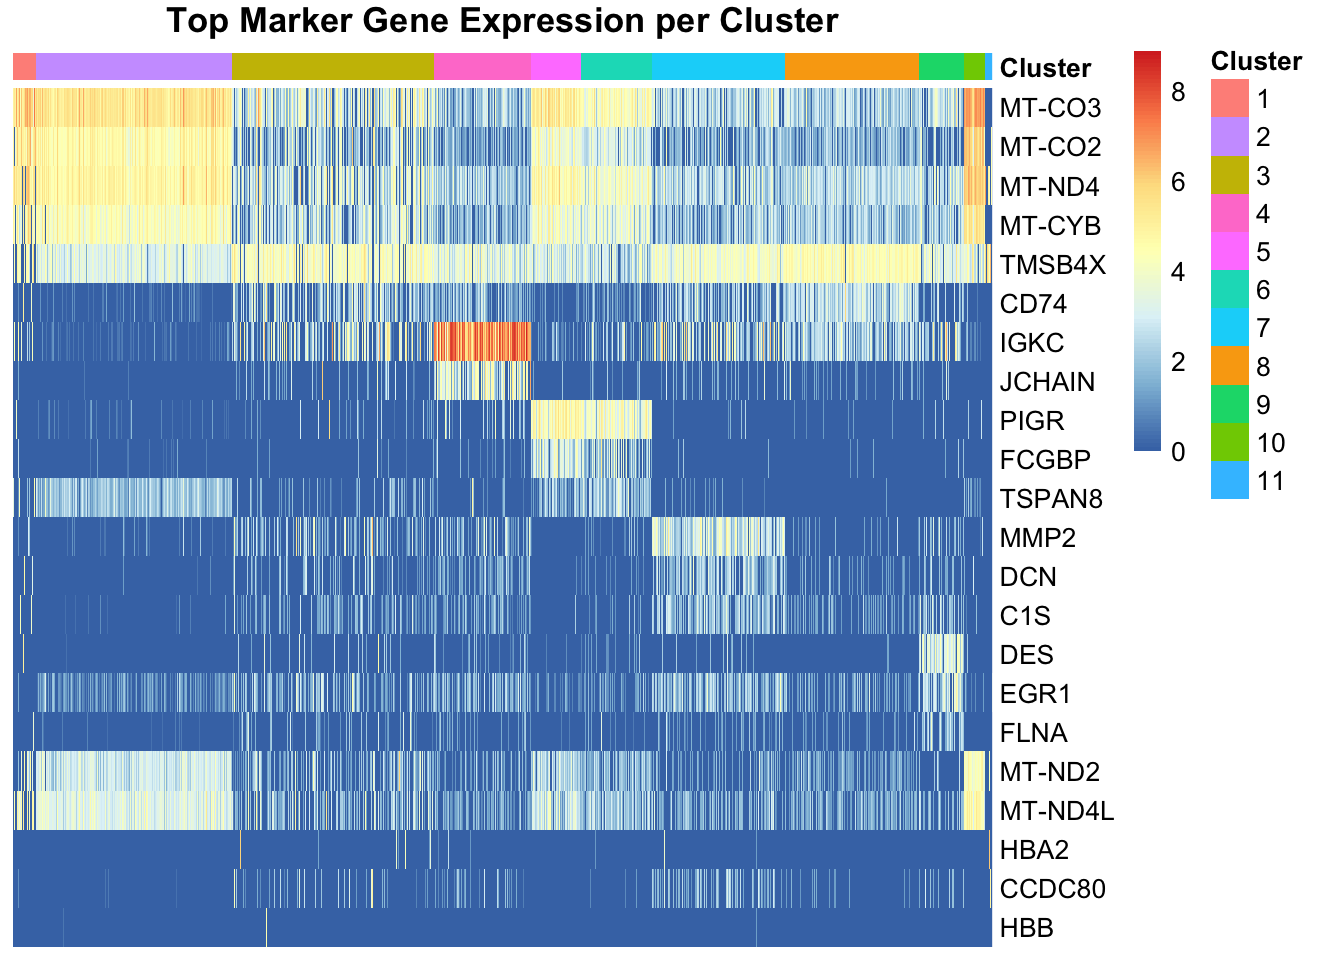 Top Marker Gene Expression per Cluster
Cluster
MT-CO3
MT-CO2
MT-ND4
MT-CYB
TMSB4X
CD74
IGKC
JCHAIN
PIGR
FCGBP
TSPAN8
MMP2
DCN
C1S
DES
EGR1
FLNA
MT-ND2
MT-ND4L
HBA2
CCDC80
HBB
8
6
4
2
0
Cluster
1
2
3
4
5
6
7
8
9
10
11